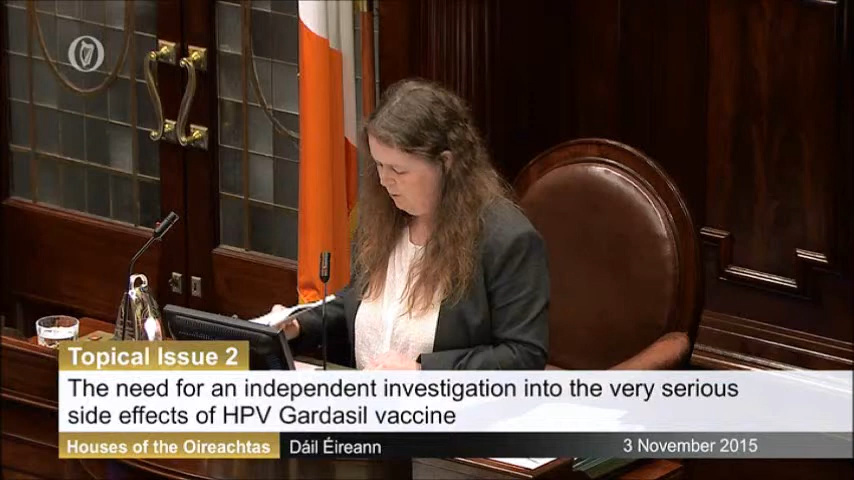 Topical Issue 2
The need for an independent investigation into the very serious
side effects of HPV Gardasil vaccine
Houses of the Oireachtas Dáil Éireann 3 November 2015